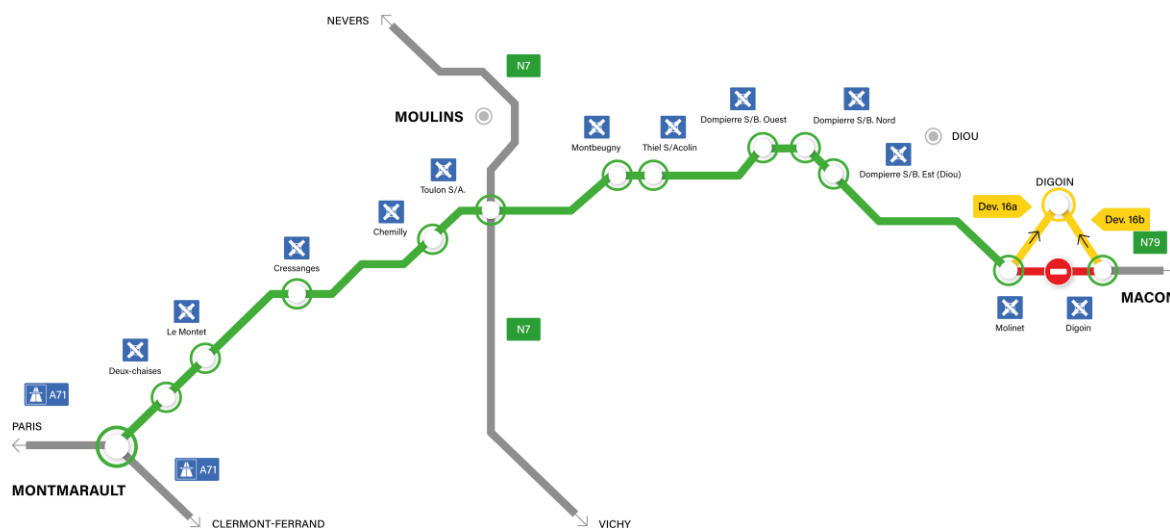 NEVERS
N7
MOULINS
Dompierre S/B. Ouest
Dompierre S/B. Nord
Montbeugny
Thiel S/Acolin
DIOU
Toulon S/A.
Dompierre S/B. Est (Diou)
DIGOIN
Dev. 16a
Dev. 16b
Chemilly
N79
Cressanges
MACON
Molinet
Digoin
Le Montet
N7
Deux-chaises
A71
PARIS
A71
MONTMARAULT
CLERMONT-FERRAND
VICHY